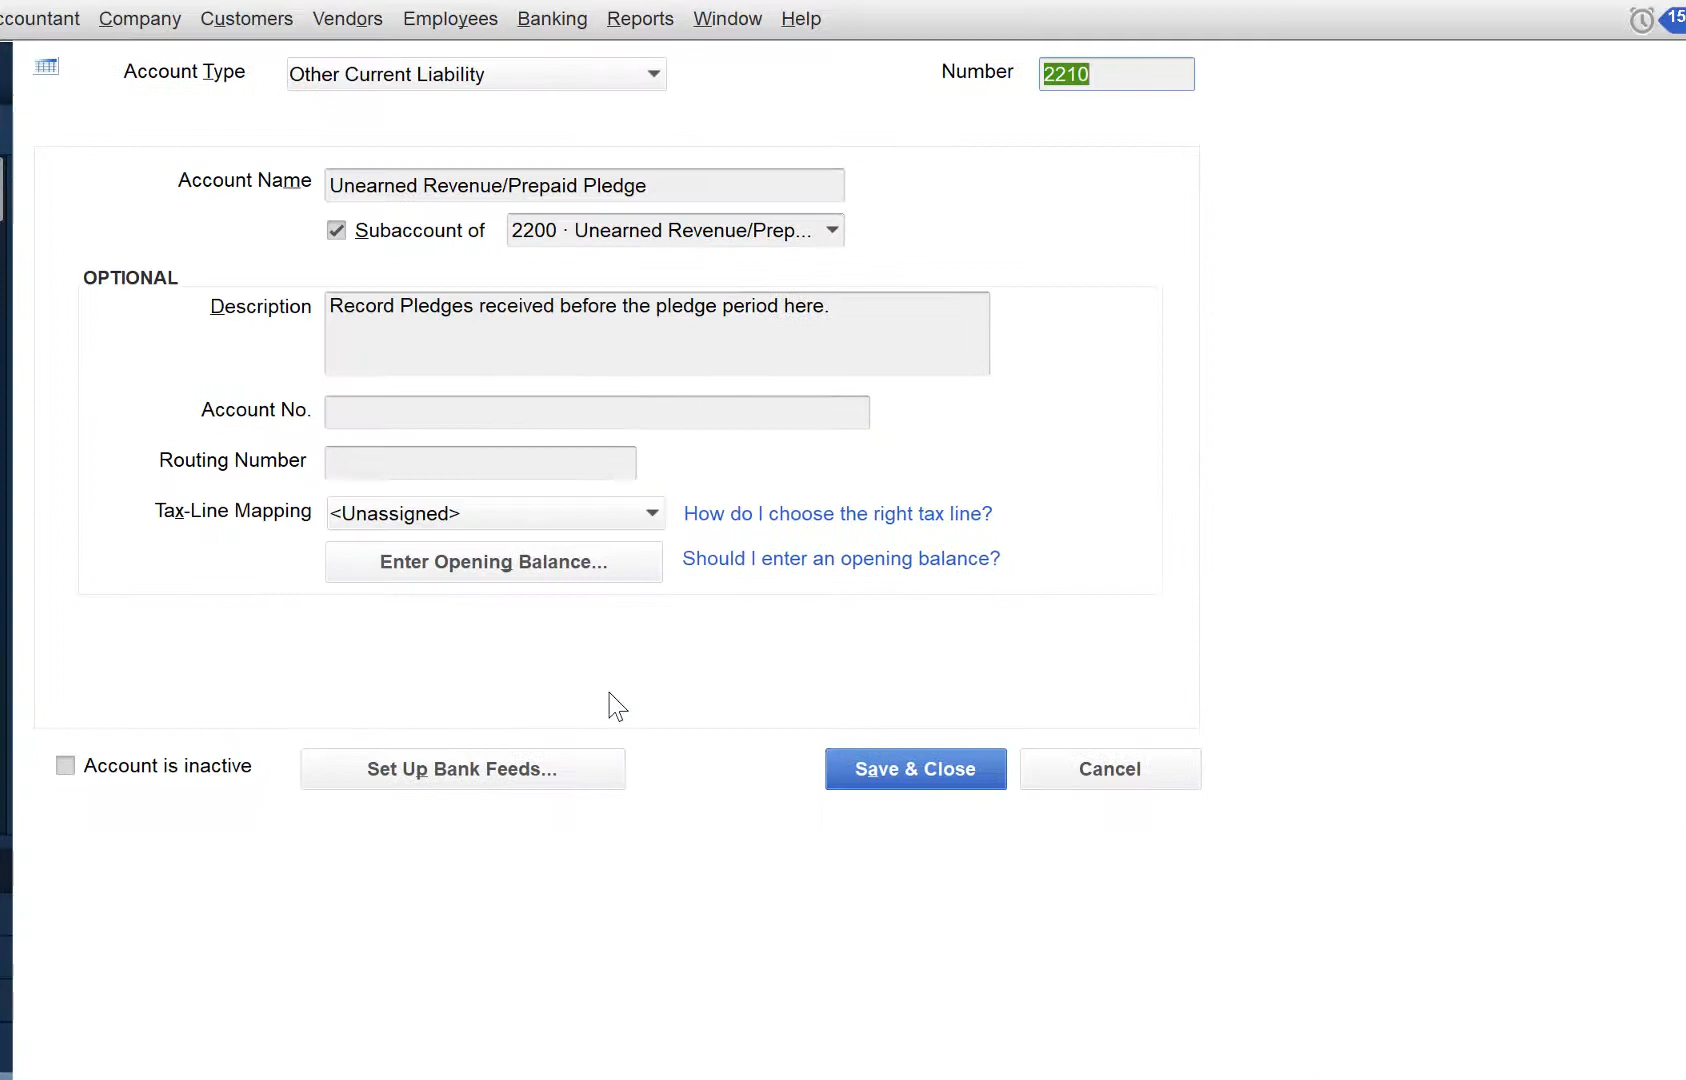 ccountant Company Customers Vendors Employees Banking Reports Window Help 15
Account Type Other Current Liability Number 2210
Account Name Unearned Revenue/Prepaid Pledge
Subaccount of 2200 · Unearned Revenue/Prep...
OPTIONAL
Description Record Pledges received before the pledge period here.
Account No.
Routing Number
Tax-Line Mapping <Unassigned> How do I choose the right tax line?
Enter Opening Balance... Should I enter an opening balance?
Account is inactive Set Up Bank Feeds... Save & Close Cancel